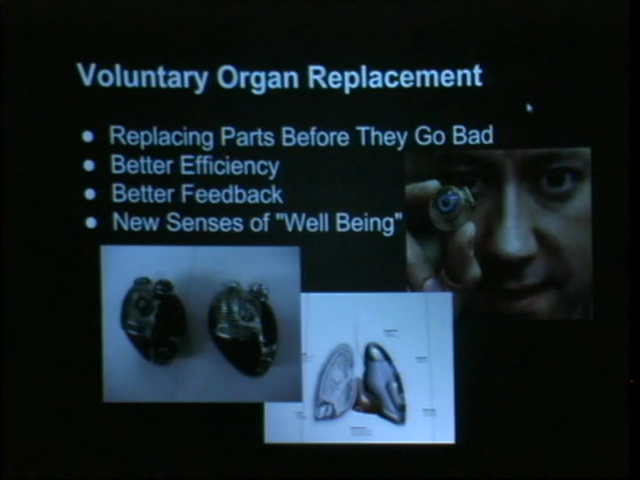 Voluntary Organ Replacement
● Replacing Parts Before They Go Bad
● Better Efficiency
● Better Feedback
● New Senses of "Well Being"